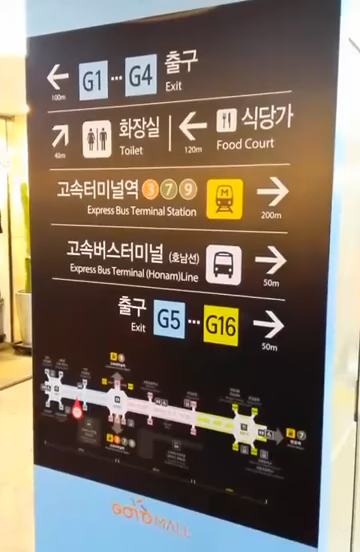 ← G1 ··· G4 출구
100m Exit
↗ 화장실 | ← 식당가
40m Toilet 120m Food Court
고속터미널역 3 7 9 →
Express Bus Terminal Station 200m
고속버스터미널 (호남선) →
Express Bus Terminal (Honam)Line 50m
출구 G5 ··· G16 →
Exit 50m
GOTO MALL